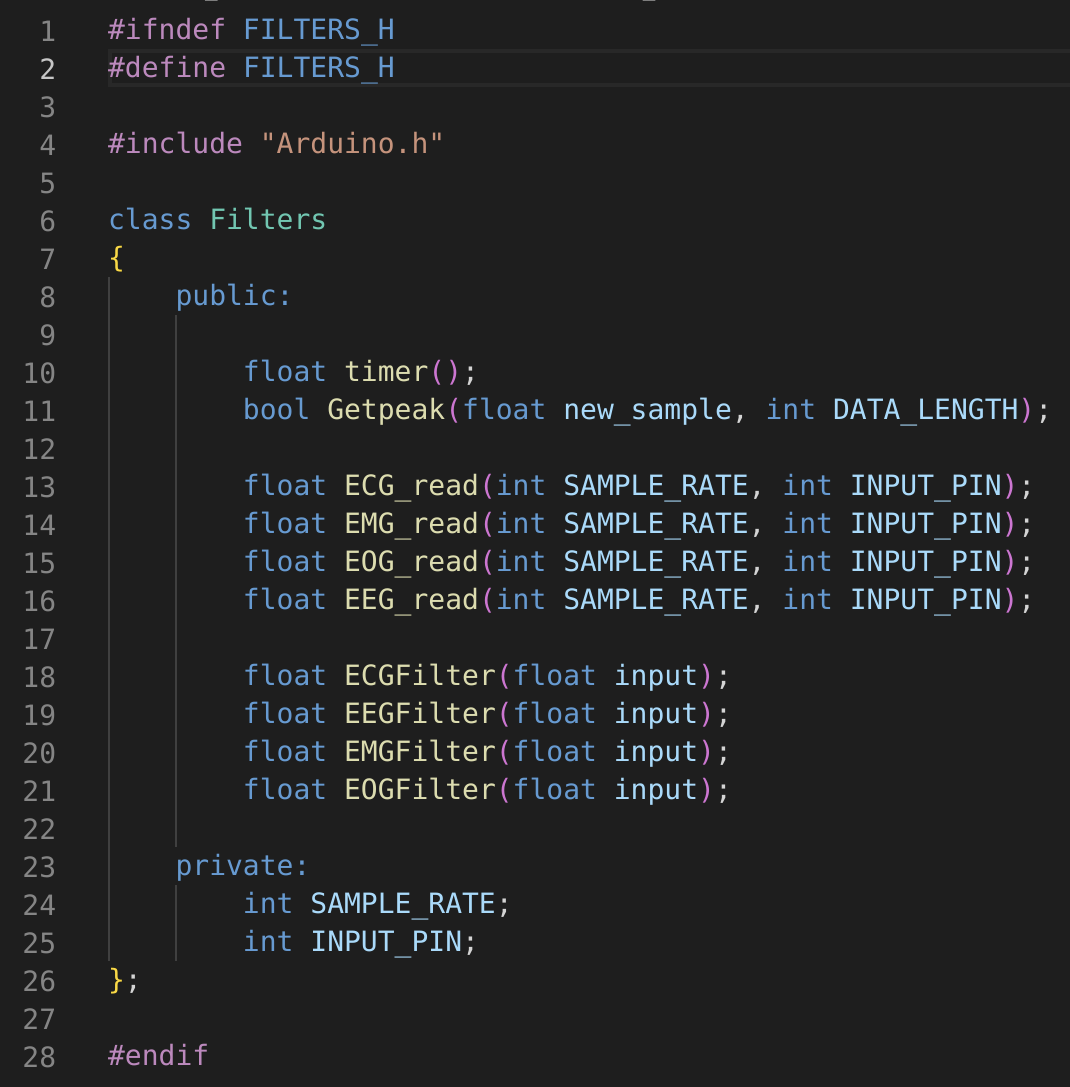 1 #ifndef FILTERS_H
2 #define FILTERS_H
3
4 #include "Arduino.h"
5
6 class Filters
7 {
8     public:
9
10         float timer();
11         bool Getpeak(float new_sample, int DATA_LENGTH);
12
13         float ECG_read(int SAMPLE_RATE, int INPUT_PIN);
14         float EMG_read(int SAMPLE_RATE, int INPUT_PIN);
15         float EOG_read(int SAMPLE_RATE, int INPUT_PIN);
16         float EEG_read(int SAMPLE_RATE, int INPUT_PIN);
17
18         float ECGFilter(float input);
19         float EEGFilter(float input);
20         float EMGFilter(float input);
21         float EOGFilter(float input);
22
23     private:
24         int SAMPLE_RATE;
25         int INPUT_PIN;
26 };
27
28 #endif